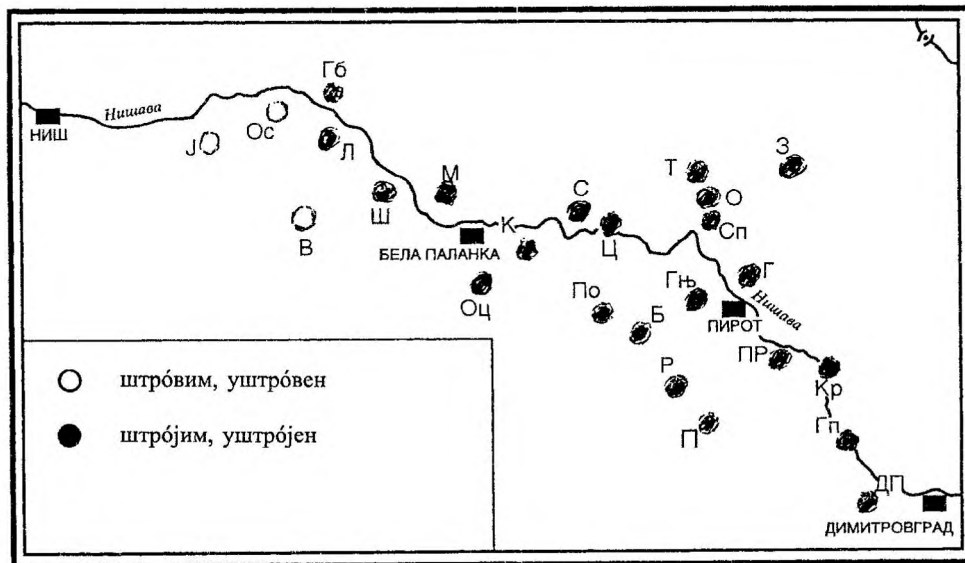 Гб
Нишава
НИШ
Ј
Ос
Л
Т
З
О
М
Ш
С
К
Ц
Сп
В
БЕЛА ПАЛАНКА
Г
Оц
По
Гњ
Нишава
Б
ПИРОТ
ПР
Р
Кр
П
Гп
ДП
ДИМИТРОВГРАД
штро́вим, уштро́вен
штро́јим, уштро́јен